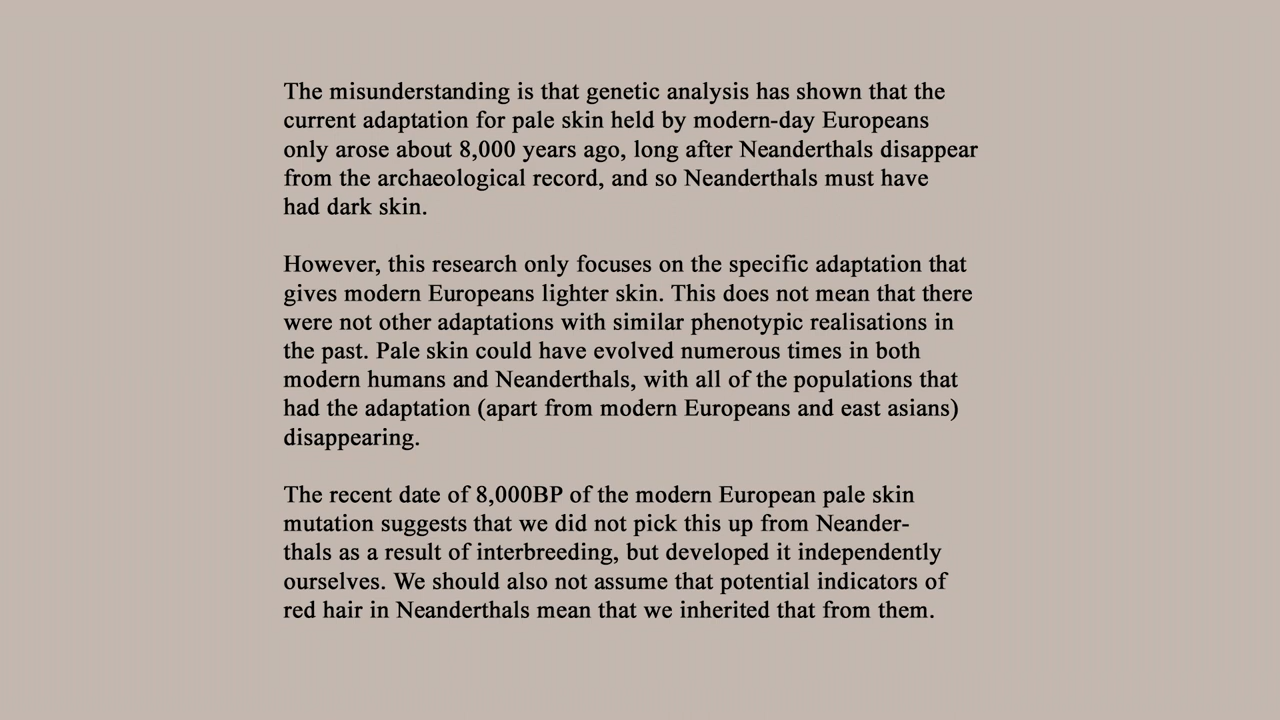 The misunderstanding is that genetic analysis has shown that the
current adaptation for pale skin held by modern-day Europeans
only arose about 8,000 years ago, long after Neanderthals disappear
from the archaeological record, and so Neanderthals must have
had dark skin.
However, this research only focuses on the specific adaptation that
gives modern Europeans lighter skin. This does not mean that there
were not other adaptations with similar phenotypic realisations in
the past. Pale skin could have evolved numerous times in both
modern humans and Neanderthals, with all of the populations that
had the adaptation (apart from modern Europeans and east asians)
disappearing.
The recent date of 8,000BP of the modern European pale skin
mutation suggests that we did not pick this up from Neander-
thals as a result of interbreeding, but developed it independently
ourselves. We should also not assume that potential indicators of
red hair in Neanderthals mean that we inherited that from them.